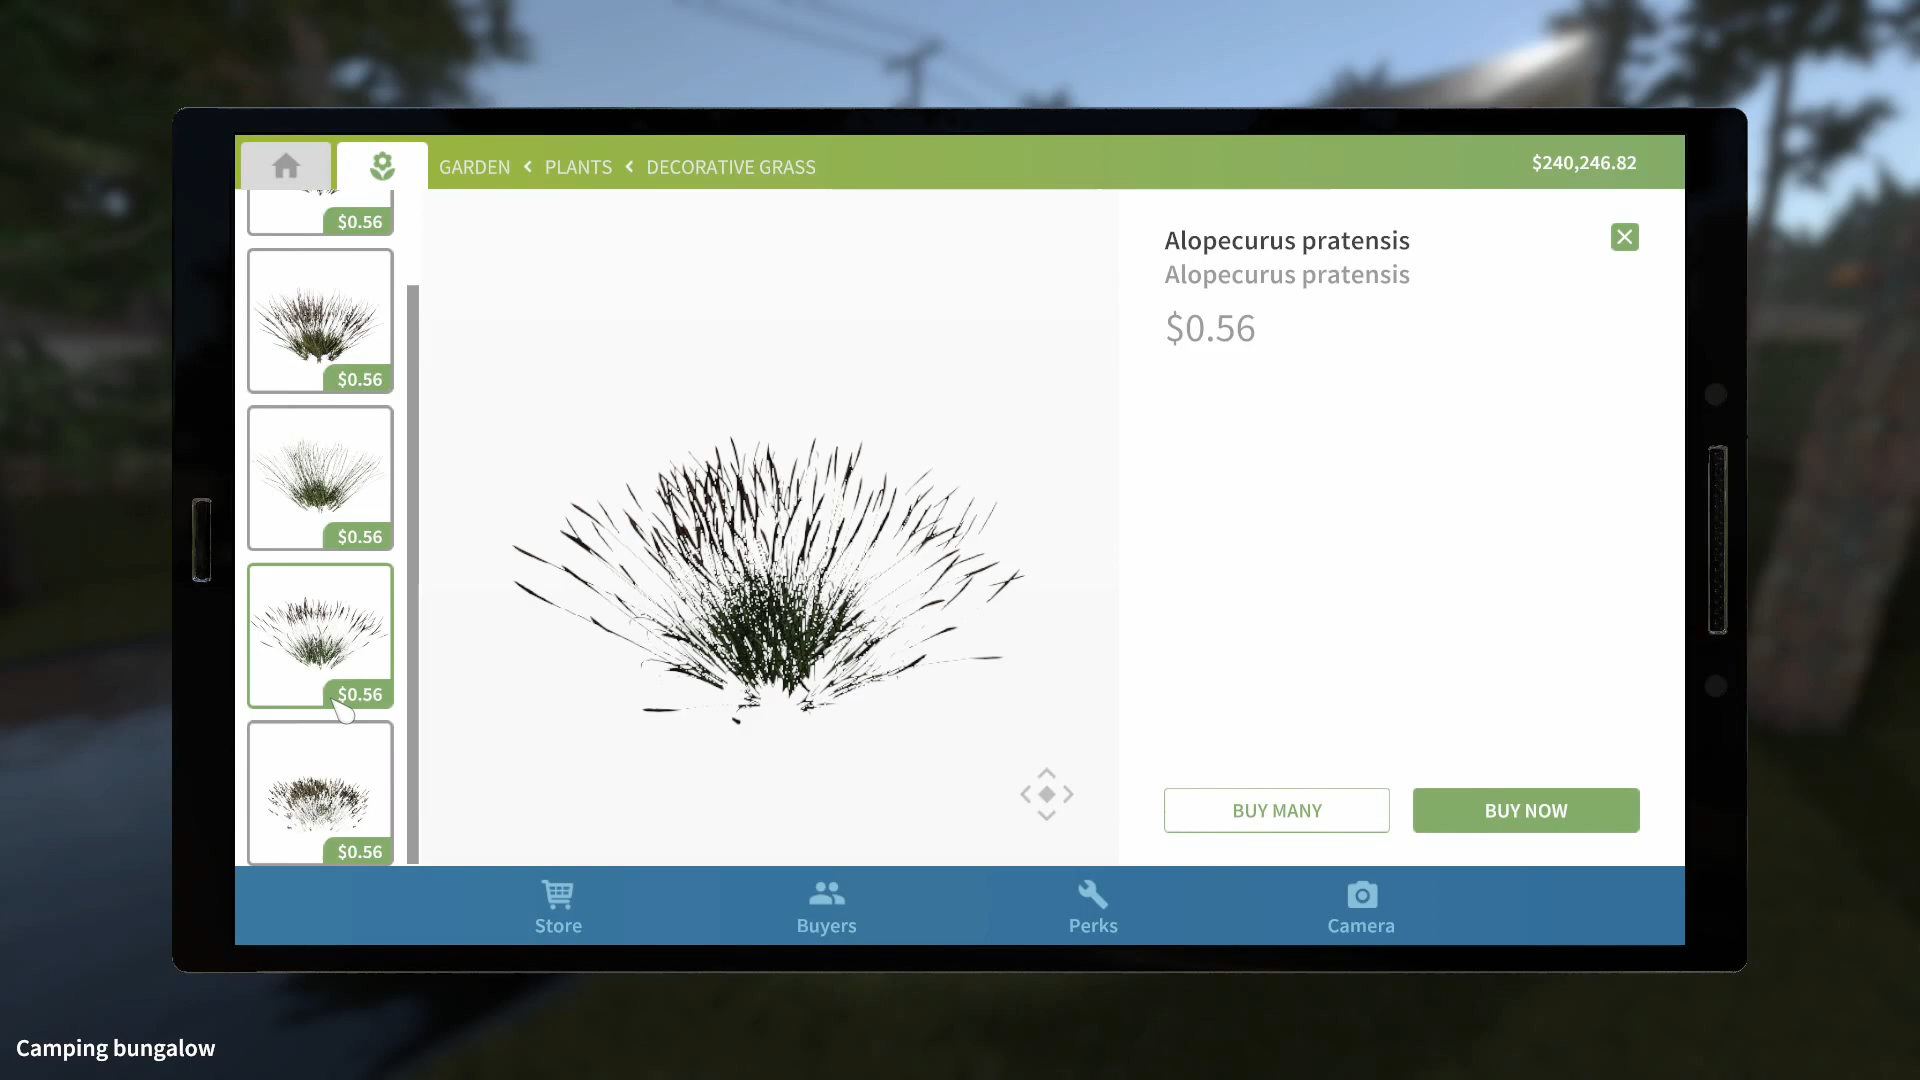 GARDEN < PLANTS < DECORATIVE GRASS
$240,246.82
$0.56
$0.56
$0.56
$0.56
$0.56
Alopecurus pratensis
Alopecurus pratensis
$0.56
BUY MANY
BUY NOW
Store
Buyers
Perks
Camera
Camping bungalow